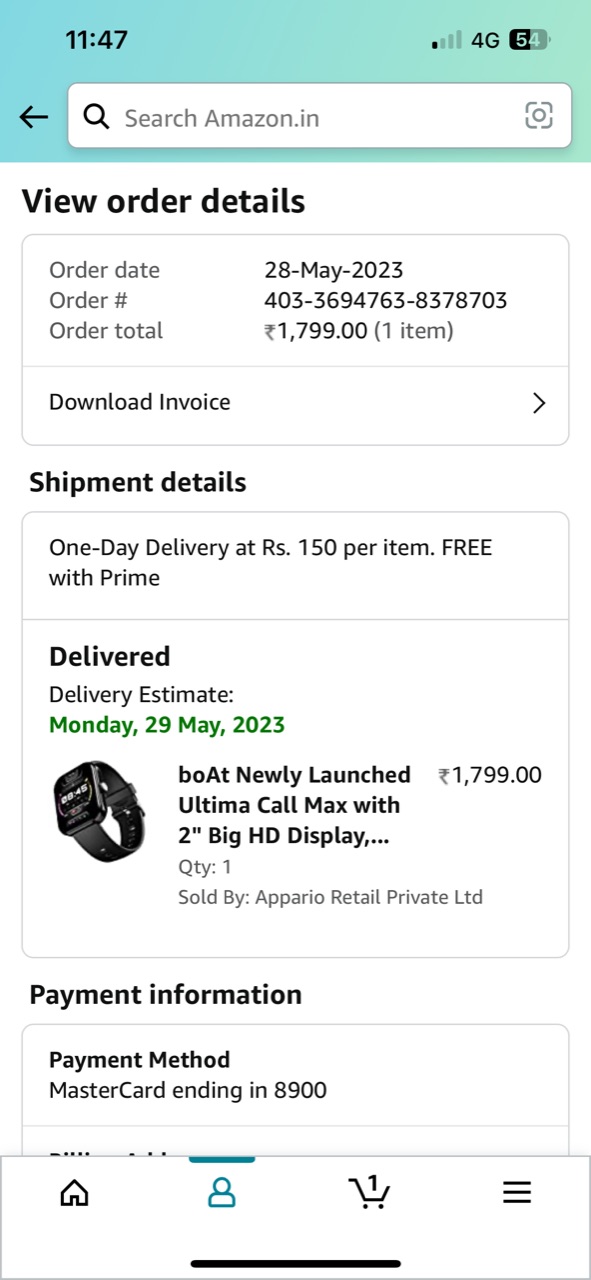 11:47
4G 54
Search Amazon.in
View order details
Order date 28-May-2023
Order # 403-3694763-8378703
Order total ₹1,799.00 (1 item)
Download Invoice
Shipment details
One-Day Delivery at Rs. 150 per item. FREE
with Prime
Delivered
Delivery Estimate:
Monday, 29 May, 2023
08:45
boAt Newly Launched ₹1,799.00
Ultima Call Max with
2" Big HD Display,...
Qty: 1
Sold By: Appario Retail Private Ltd
Payment information
Payment Method
MasterCard ending in 8900
1